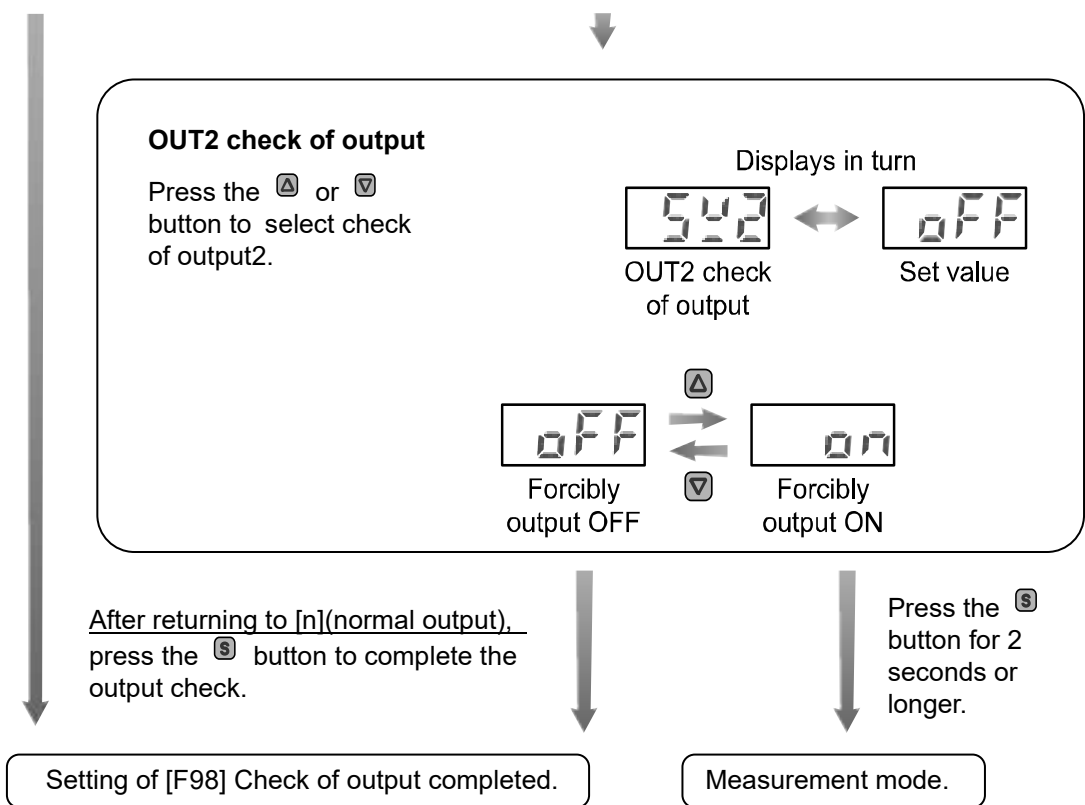 OUT2 check of output
Press the △ or ▽
button to select check
of output2.
Displays in turn
Sw2
oFF
OUT2 check
of output
Set value
△
oFF
on
▽
Forcibly
output OFF
Forcibly
output ON
After returning to [n](normal output),
press the S button to complete the
output check.
Press the S
button for 2
seconds or
longer.
Setting of [F98] Check of output completed.
Measurement mode.